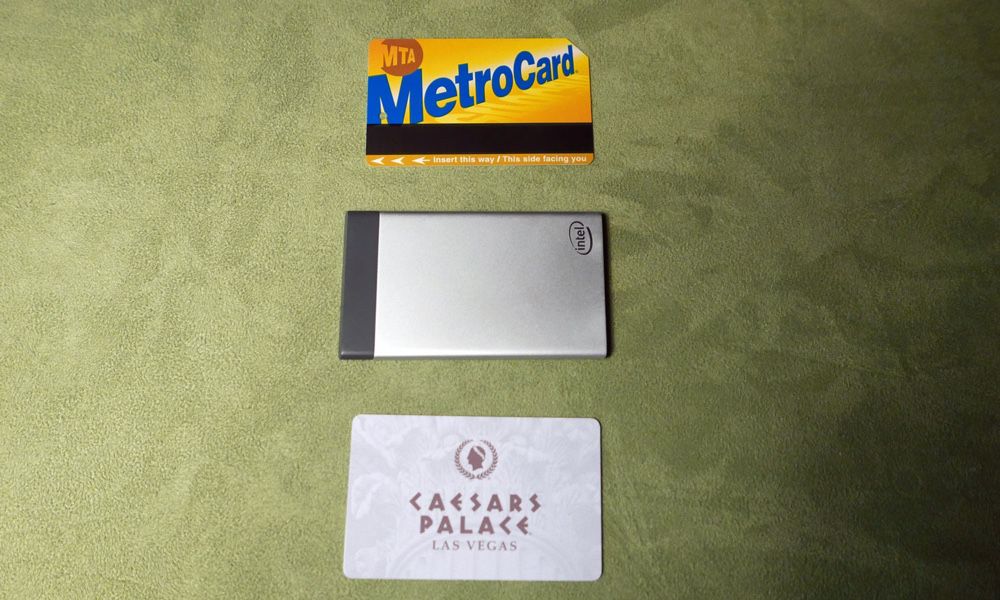 MTA
MetroCard
Insert this way / This side facing you
intel
CAESARS
PALACE
LAS VEGAS